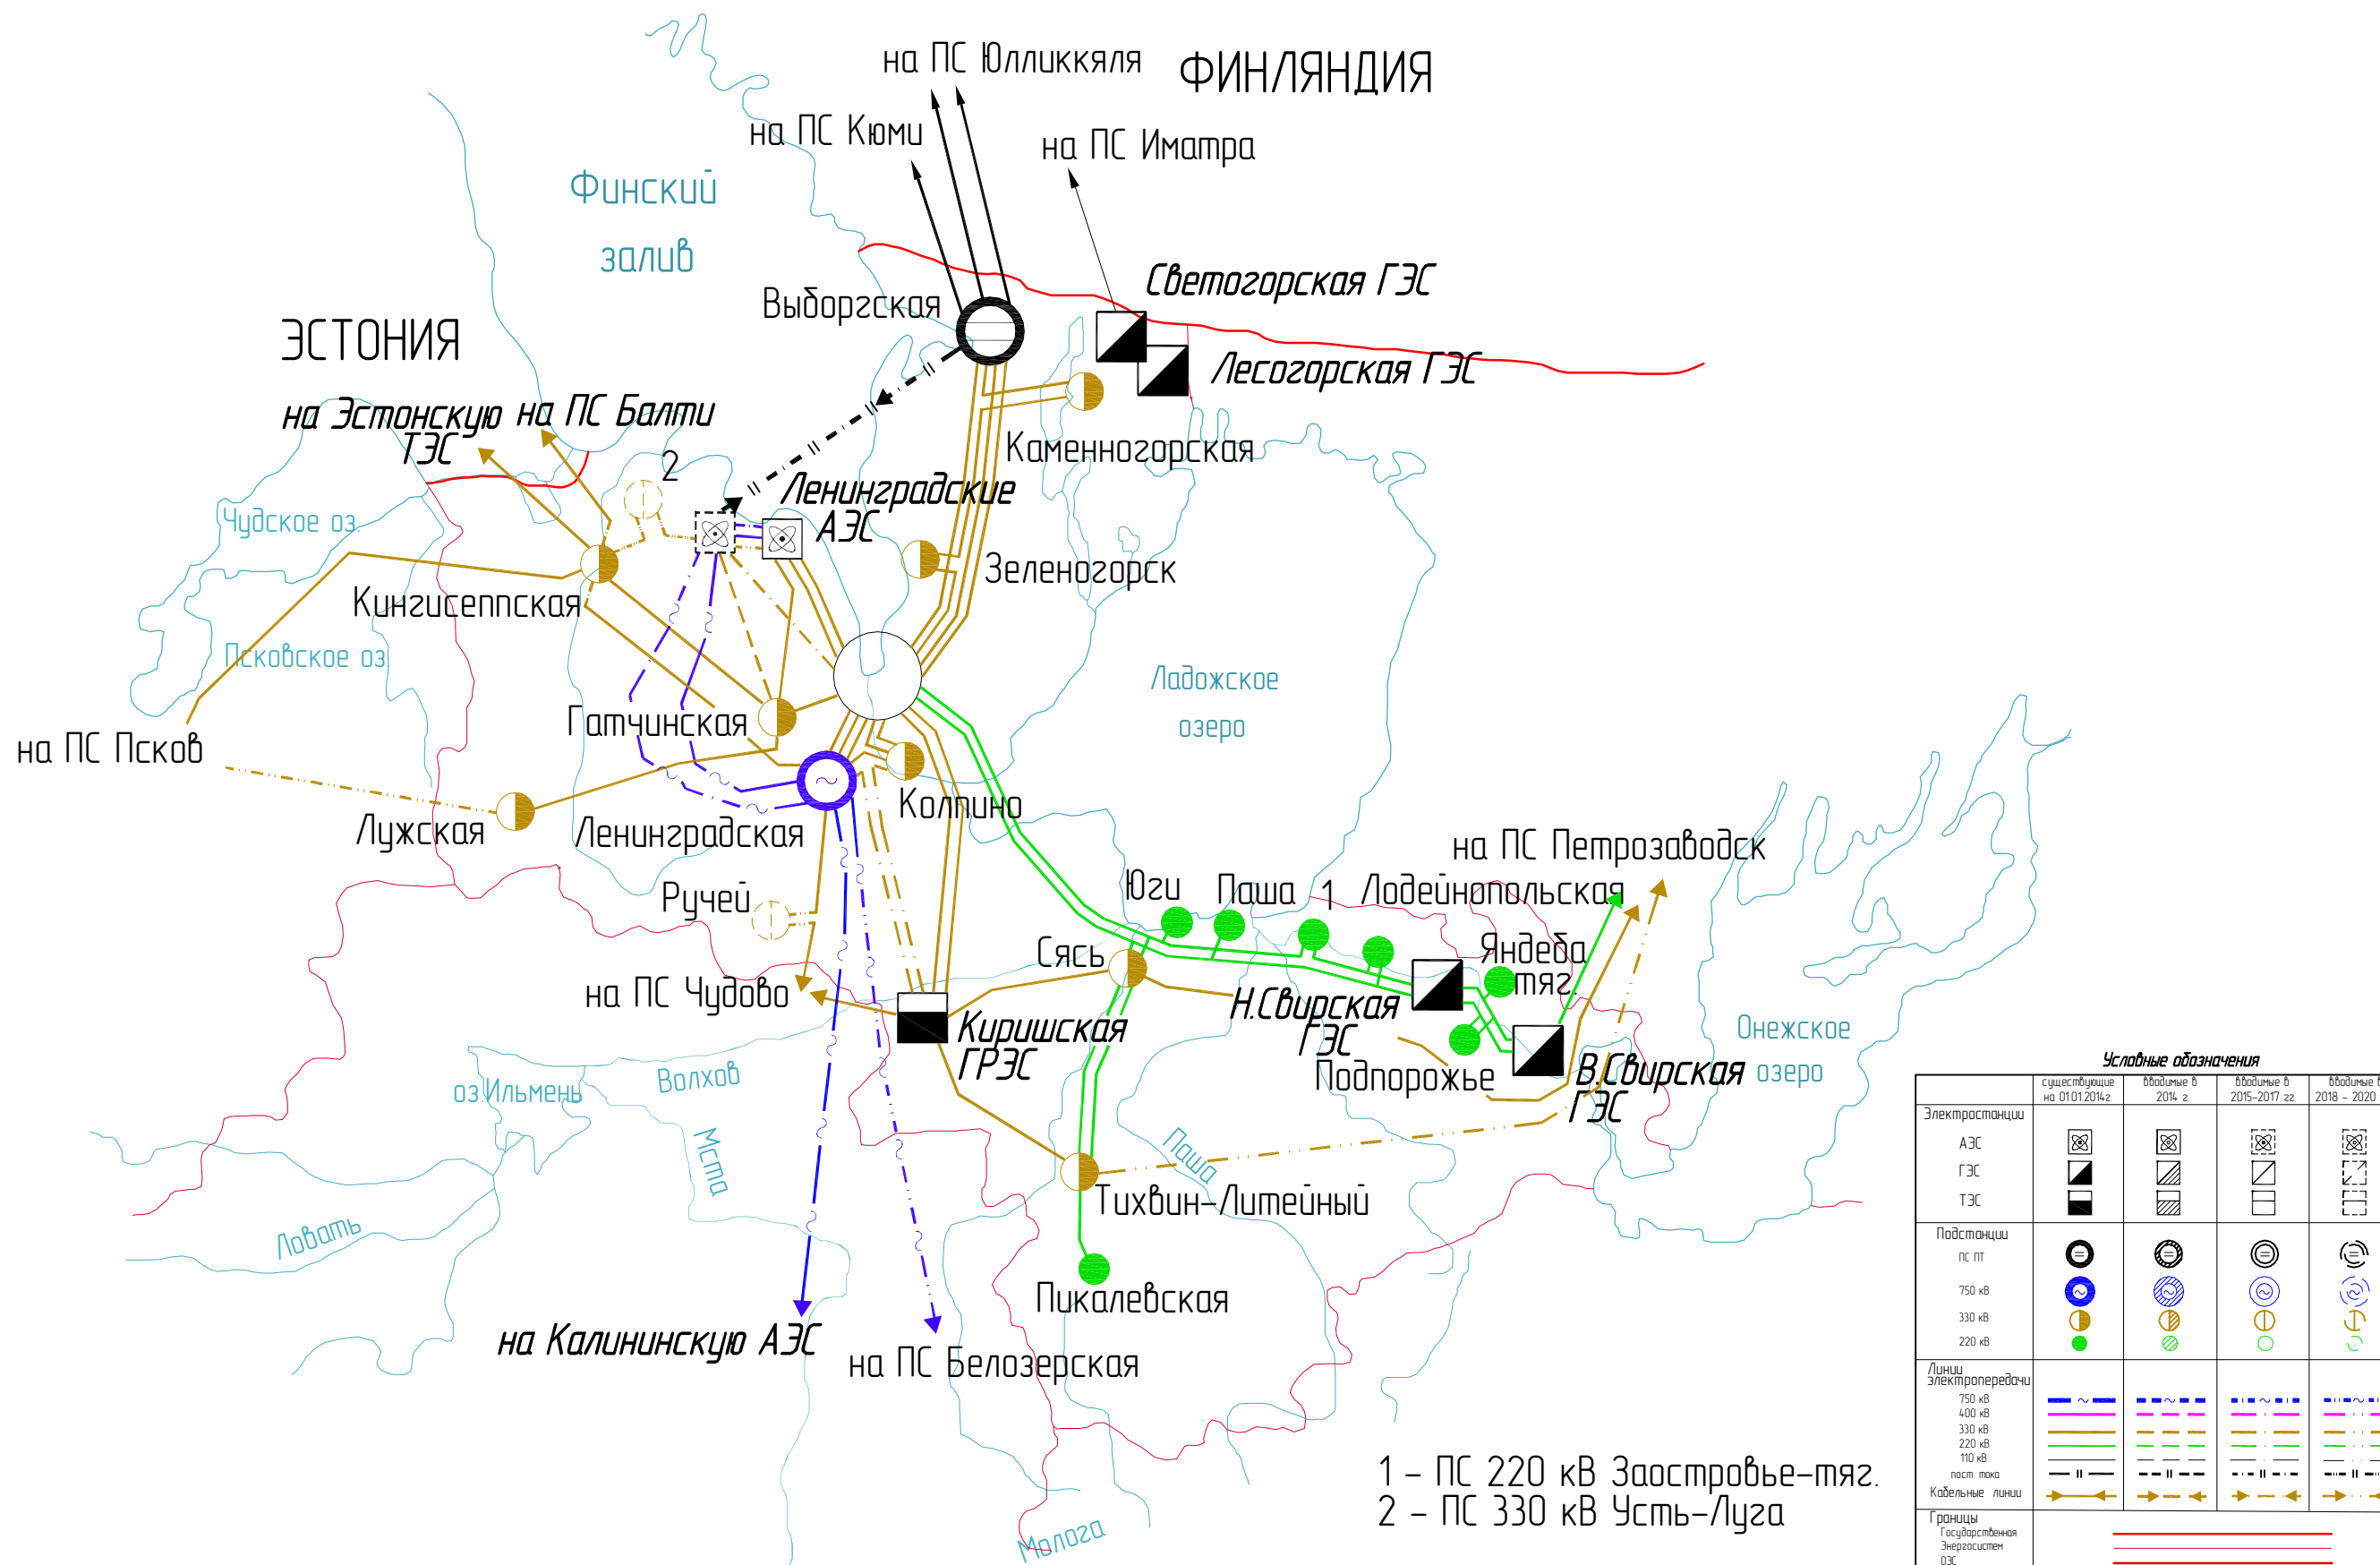 на ПС Юлликкяля
ФИНЛЯНДИЯ
на ПС Кюми
на ПС Иматра
Финский
залив
Светогорская ГЭС
Выборгская
ЭСТОНИЯ
Лесогорская ГЭС
на Эстонскую
ТЭС
на ПС Балти
2
Каменногорская
Ленинградские
АЭС
Чудское оз.
Зеленогорск
Кингисеппская
Псковское оз.
Ладожское
озеро
Гатчинская
на ПС Псков
Колпино
Лужская
Ленинградская
на ПС Петрозаводск
Юги
Паша
1
Лодейнопольская
Ручей
Сясь
Яндеба
тяг.
на ПС Чудово
Н.Свирская
ГЭС
Киришская
ГРЭС
Онежское
озеро
Подпорожье
В.Свирская
ГЭС
Волхов
оз.Ильмень
Мста
Паша
Тихвин-Литейный
Ловать
Пикалевская
на Калининскую АЭС
на ПС Белозерская
Молога
1 - ПС 220 кВ Заостровье-тяг.
2 - ПС 330 кВ Усть-Луга
Условные обозначения
существующие
на 01.01.2014г.
вводимые в
2014 г.
вводимые в
2015-2017 гг.
вводимые в
2018 - 2020
Электростанции
АЭС
ГЭС
ТЭС
Подстанции
ПС ПТ
750 кВ
330 кВ
220 кВ
Линии
электропередачи
750 кВ
400 кВ
330 кВ
220 кВ
110 кВ
пост. тока
Кабельные линии
Границы
Государственная
Энергосистем
ОЭС